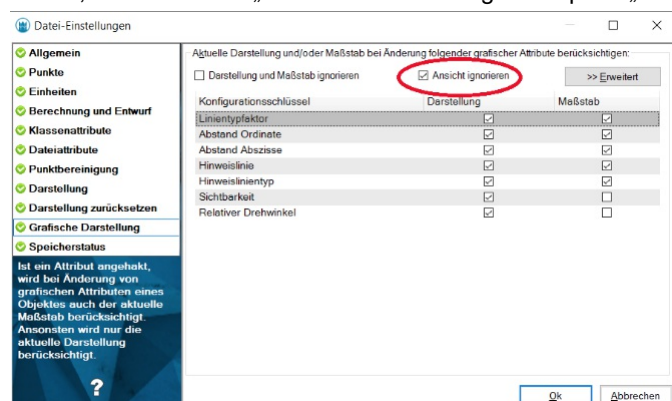 Datei-Einstellungen
Allgemein
Punkte
Einheiten
Berechnung und Entwurf
Klassenattribute
Dateiattribute
Punktbereinigung
Darstellung
Darstellung zurücksetzen
Grafische Darstellung
Speicherstatus
Ist ein Attribut angehakt,
wird bei Änderung von
grafischen Attributen eines
Objektes auch der aktuelle
Maßstab berücksichtigt.
Ansonsten wird nur die
aktuelle Darstellung
berücksichtigt.
?
Aktuelle Darstellung und/oder Maßstab bei Änderung folgender grafischer Attribute berücksichtigen:
Darstellung und Maßstab ignorieren Ansicht ignorieren >> Erweitert
Konfigurationsschlüssel Darstellung Maßstab
Linientypfaktor
Abstand Ordinate
Abstand Abszisse
Hinweislinie
Hinweislinientyp
Sichtbarkeit
Relativer Drehwinkel
Ok Abbrechen